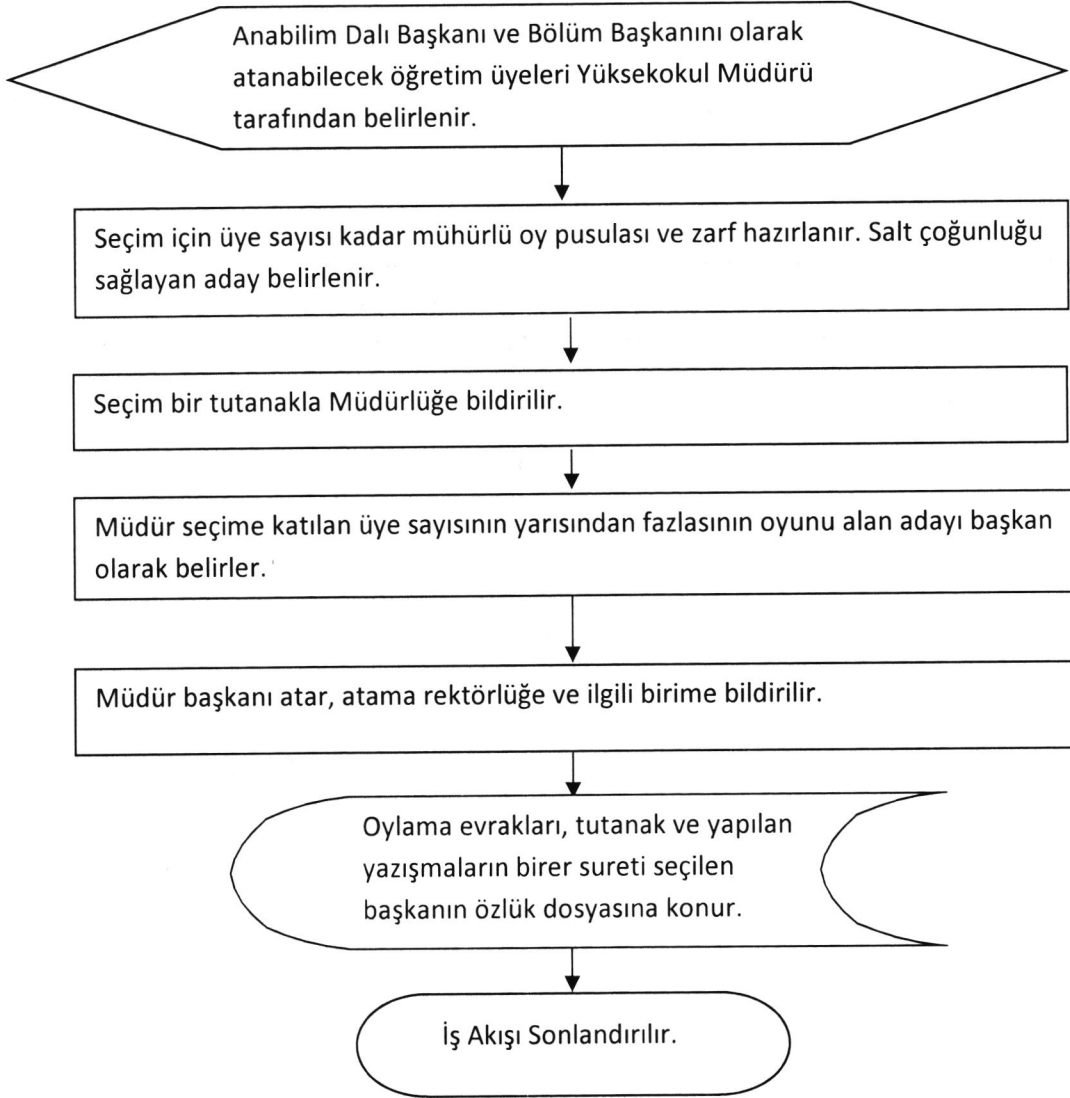 Anabilim Dalı Başkanı ve Bölüm Başkanını olarak
atanabilecek öğretim üyeleri Yüksekokul Müdürü
tarafından belirlenir.
Seçim için üye sayısı kadar mühürlü oy pusulası ve zarf hazırlanır. Salt çoğunluğu
sağlayan aday belirlenir.
Seçim bir tutanakla Müdürlüğe bildirilir.
Müdür seçime katılan üye sayısının yarısından fazlasının oyunu alan adayı başkan
olarak belirler.
Müdür başkanı atar, atama rektörlüğe ve ilgili birime bildirilir.
Oylama evrakları, tutanak ve yapılan
yazışmaların birer sureti seçilen
başkanın özlük dosyasına konur.
İş Akışı Sonlandırılır.